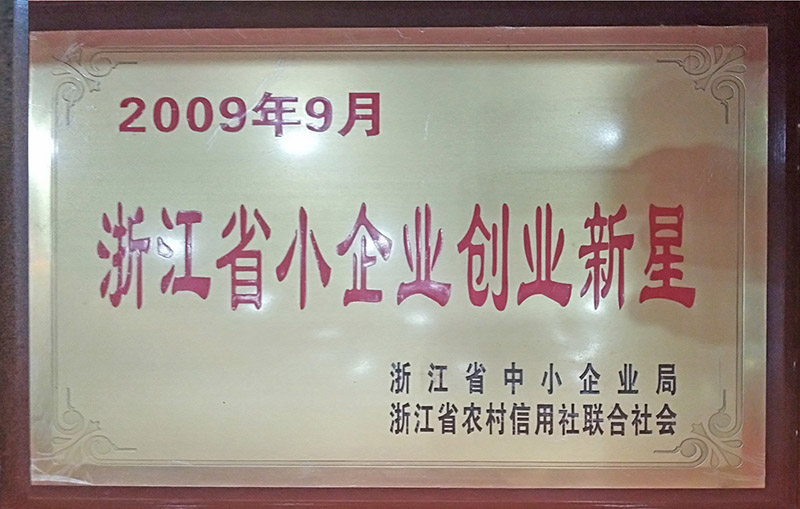 2009年9月
浙江省小企业创业新星
浙江省中小企业局
浙江省农村信用社联合社会